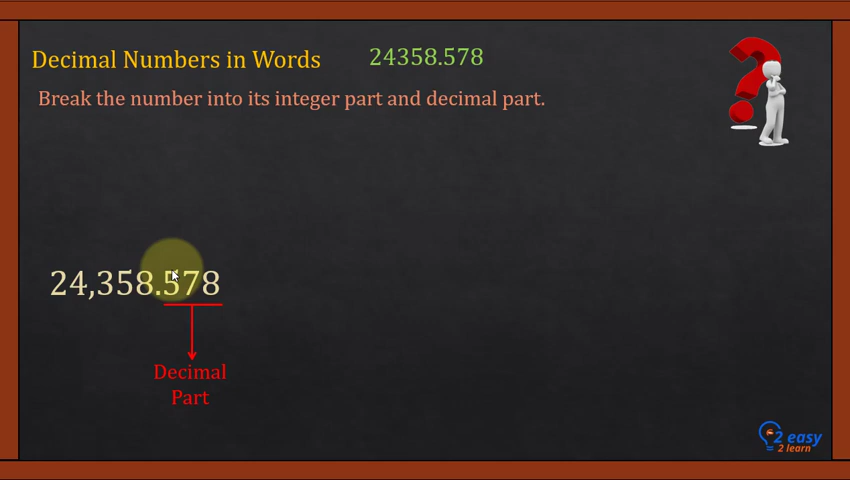 Decimal Numbers in Words 24358.578
Break the number into its integer part and decimal part.
24,358.578
Decimal
Part
2 easy
2 learn